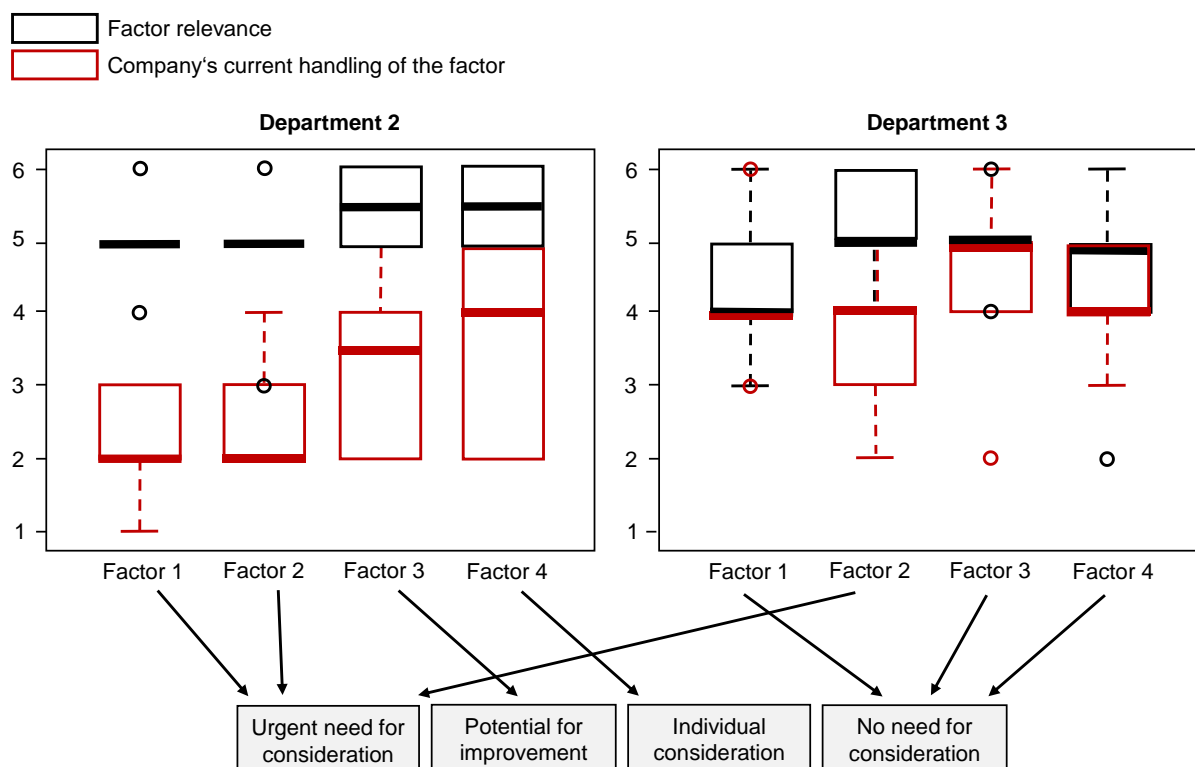 Factor relevance
Company‘s current handling of the factor
Department 2
Department 3
6
5
4
3
2
1
6
5
4
3
2
1
Factor 1 Factor 2 Factor 3 Factor 4
Factor 1 Factor 2 Factor 3 Factor 4
Urgent need for
consideration
Potential for
improvement
Individual
consideration
No need for
consideration